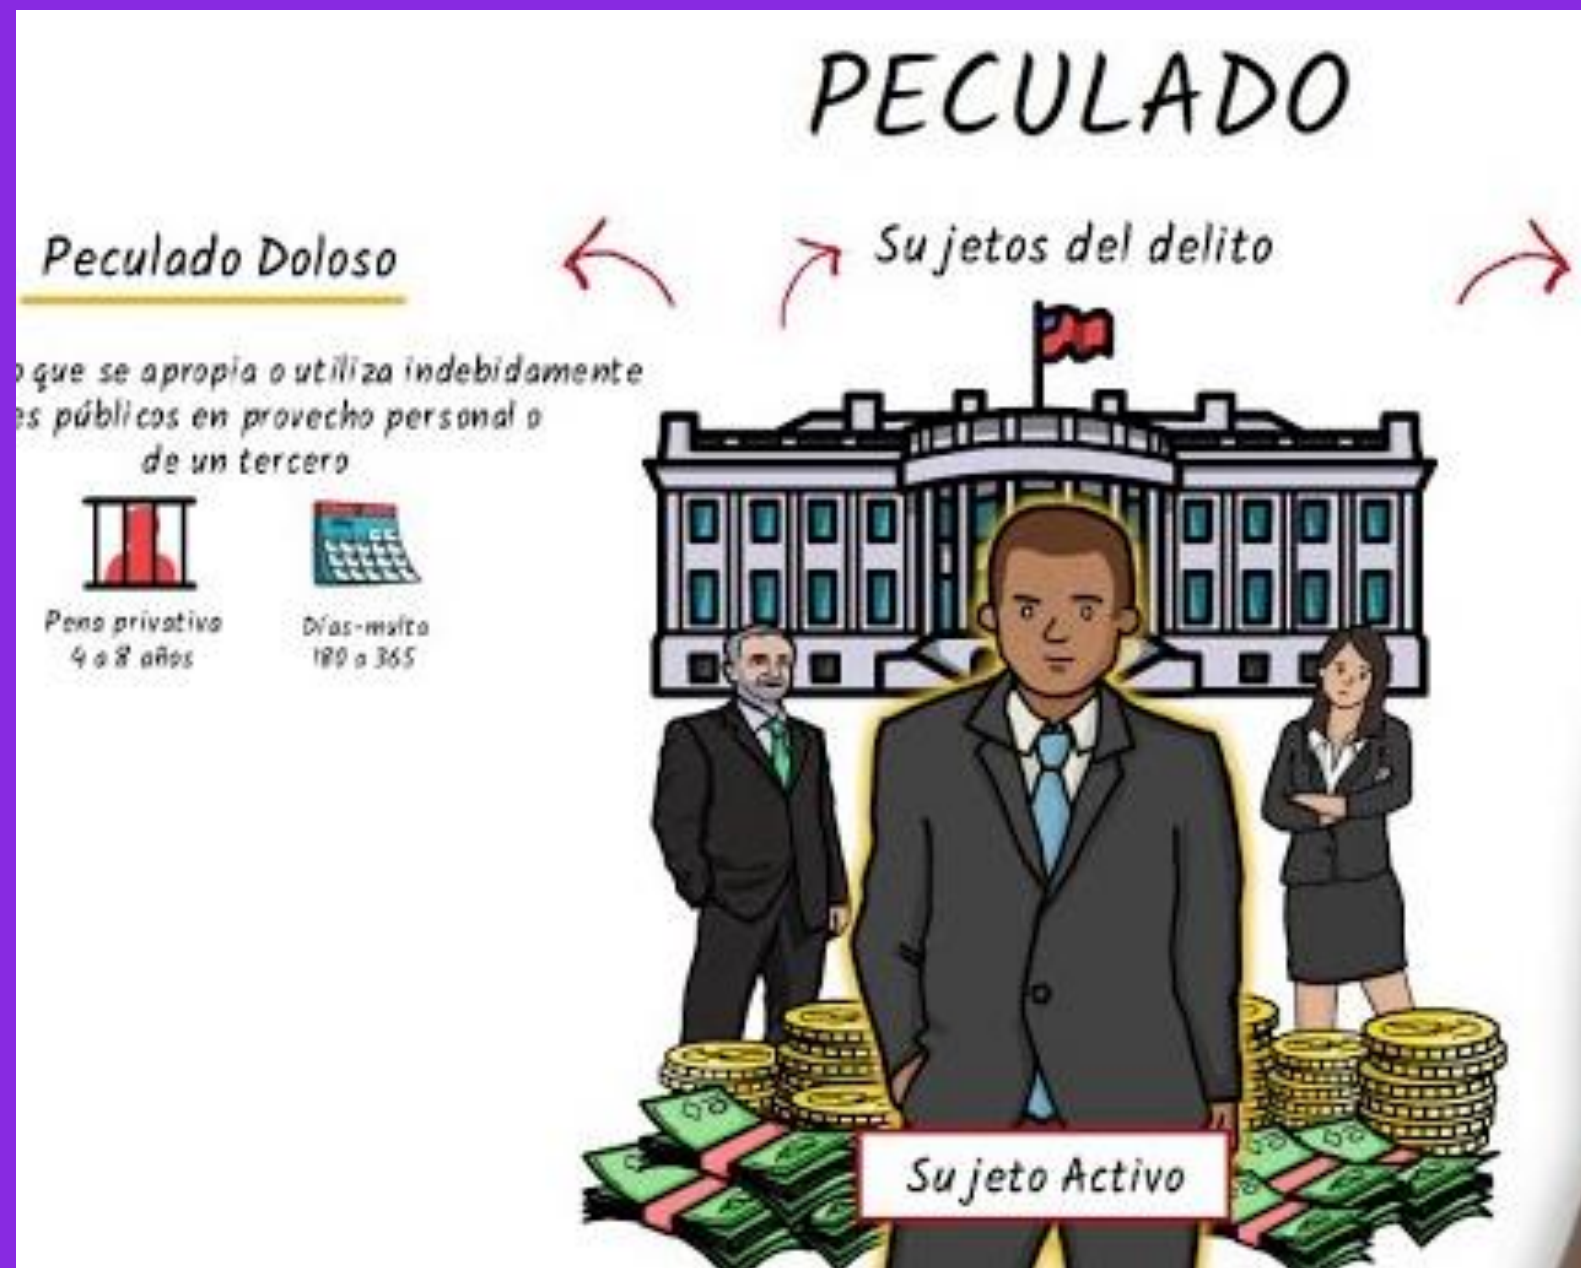 PECULADO
Peculado Doloso
Sujetos del delito
que se apropia o utiliza indebidamente
es públicos en provecho personal o
de un tercero
Pena privativa
4 a 8 años
Días-multa
180 a 365
Sujeto Activo